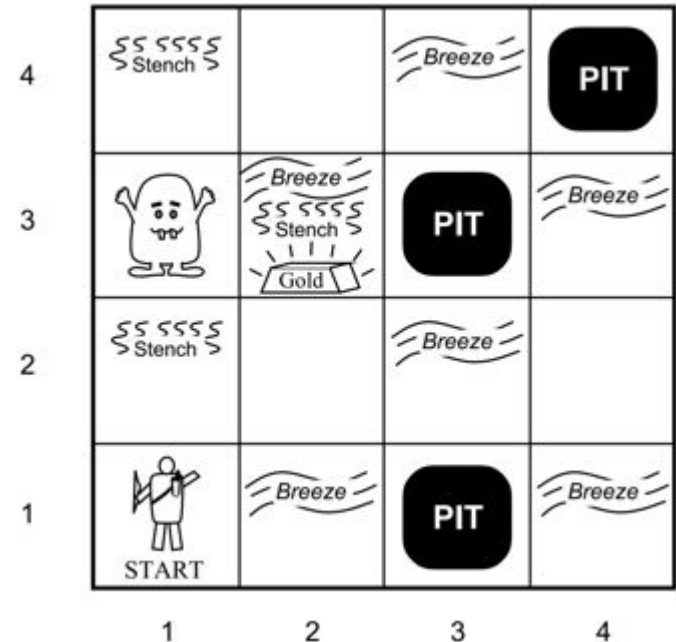 4
Stench
Breeze
PIT
3
Breeze
Stench
Gold
PIT
Breeze
2
Stench
Breeze
1
START
Breeze
PIT
Breeze
1 2 3 4